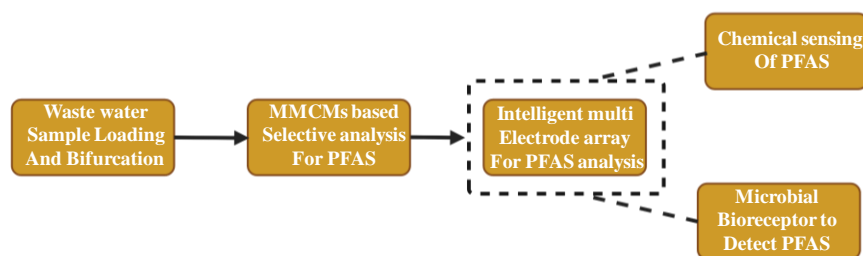 Waste water
Sample Loading
And Bifurcation
MMCMs based
Selective analysis
For PFAS
Intelligent multi
Electrode array
For PFAS analysis
Chemical sensing
Of PFAS
Microbial
Bioreceptor to
Detect PFAS